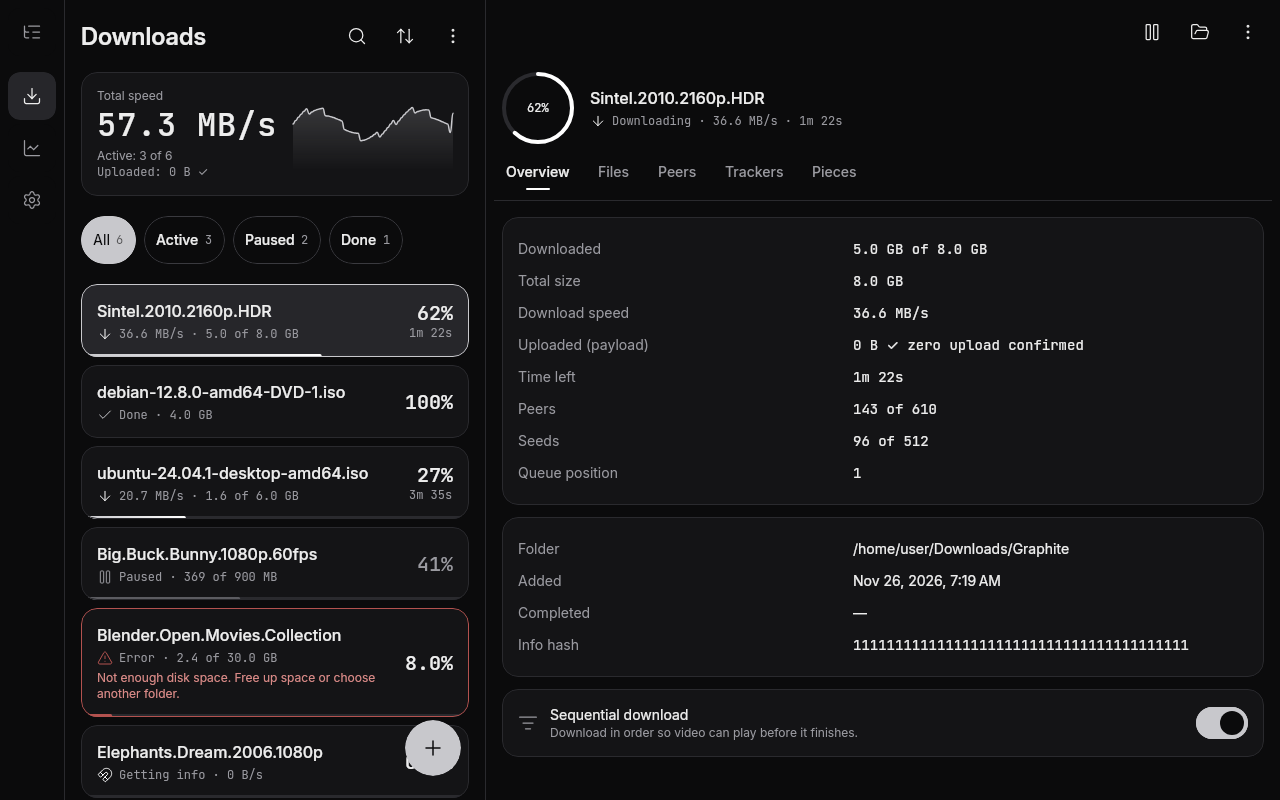 Downloads
Total speed
57.3 MB/s
Active: 3 of 6
Uploaded: 0 B ✓
All 6
Active 3
Paused 2
Done 1
Sintel.2010.2160p.HDR
62%
36.6 MB/s · 5.0 of 8.0 GB
1m 22s
debian-12.8.0-amd64-DVD-1.iso
100%
Done · 4.0 GB
ubuntu-24.04.1-desktop-amd64.iso
27%
20.7 MB/s · 1.6 of 6.0 GB
3m 35s
Big.Buck.Bunny.1080p.60fps
41%
Paused · 369 of 900 MB
Blender.Open.Movies.Collection
8.0%
Error · 2.4 of 30.0 GB
Not enough disk space. Free up space or choose
another folder.
Elephants.Dream.2006.1080p
Getting info · 0 B/s
62%
Sintel.2010.2160p.HDR
Downloading · 36.6 MB/s · 1m 22s
Overview
Files
Peers
Trackers
Pieces
Downloaded 5.0 GB of 8.0 GB
Total size 8.0 GB
Download speed 36.6 MB/s
Uploaded (payload) 0 B ✓ zero upload confirmed
Time left 1m 22s
Peers 143 of 610
Seeds 96 of 512
Queue position 1
Folder /home/user/Downloads/Graphite
Added Nov 26, 2026, 7:19 AM
Completed —
Info hash 1111111111111111111111111111111111111111
Sequential download
Download in order so video can play before it finishes.